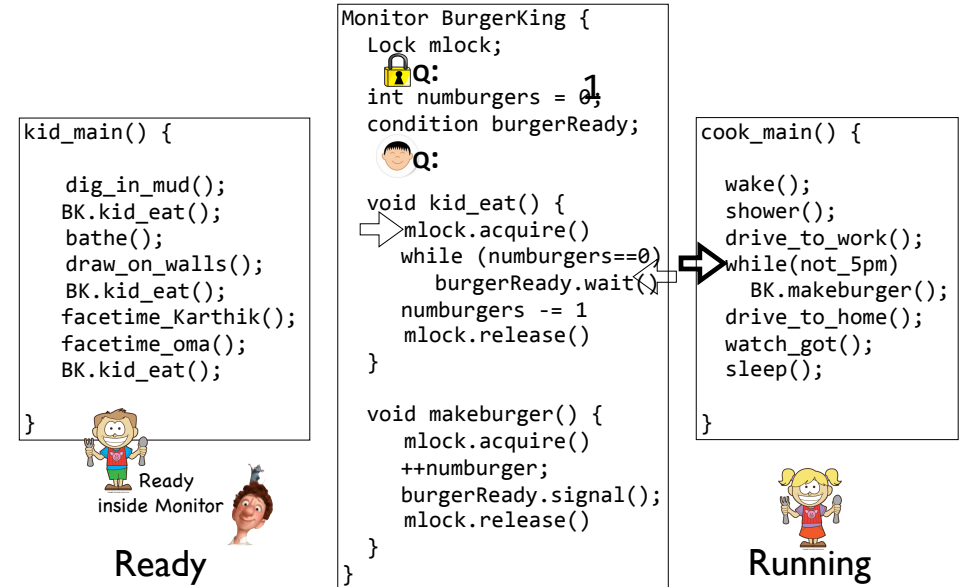 kid_main() {
dig_in_mud();
BK.kid_eat();
bathe();
draw_on_walls();
BK.kid_eat();
facetime_Karthik();
facetime_oma();
BK.kid_eat();
}
Ready
inside Monitor
Ready
Monitor BurgerKing {
Lock mlock;
Q:
int numburgers = 0;
1
condition burgerReady;
Q:
void kid_eat() {
mlock.acquire()
while (numburgers==0)
burgerReady.wait()
numburgers -= 1
mlock.release()
}
void makeburger() {
mlock.acquire()
++numburger;
burgerReady.signal();
mlock.release()
}
}
cook_main() {
wake();
shower();
drive_to_work();
while(not_5pm)
BK.makeburger();
drive_to_home();
watch_got();
sleep();
}
Running